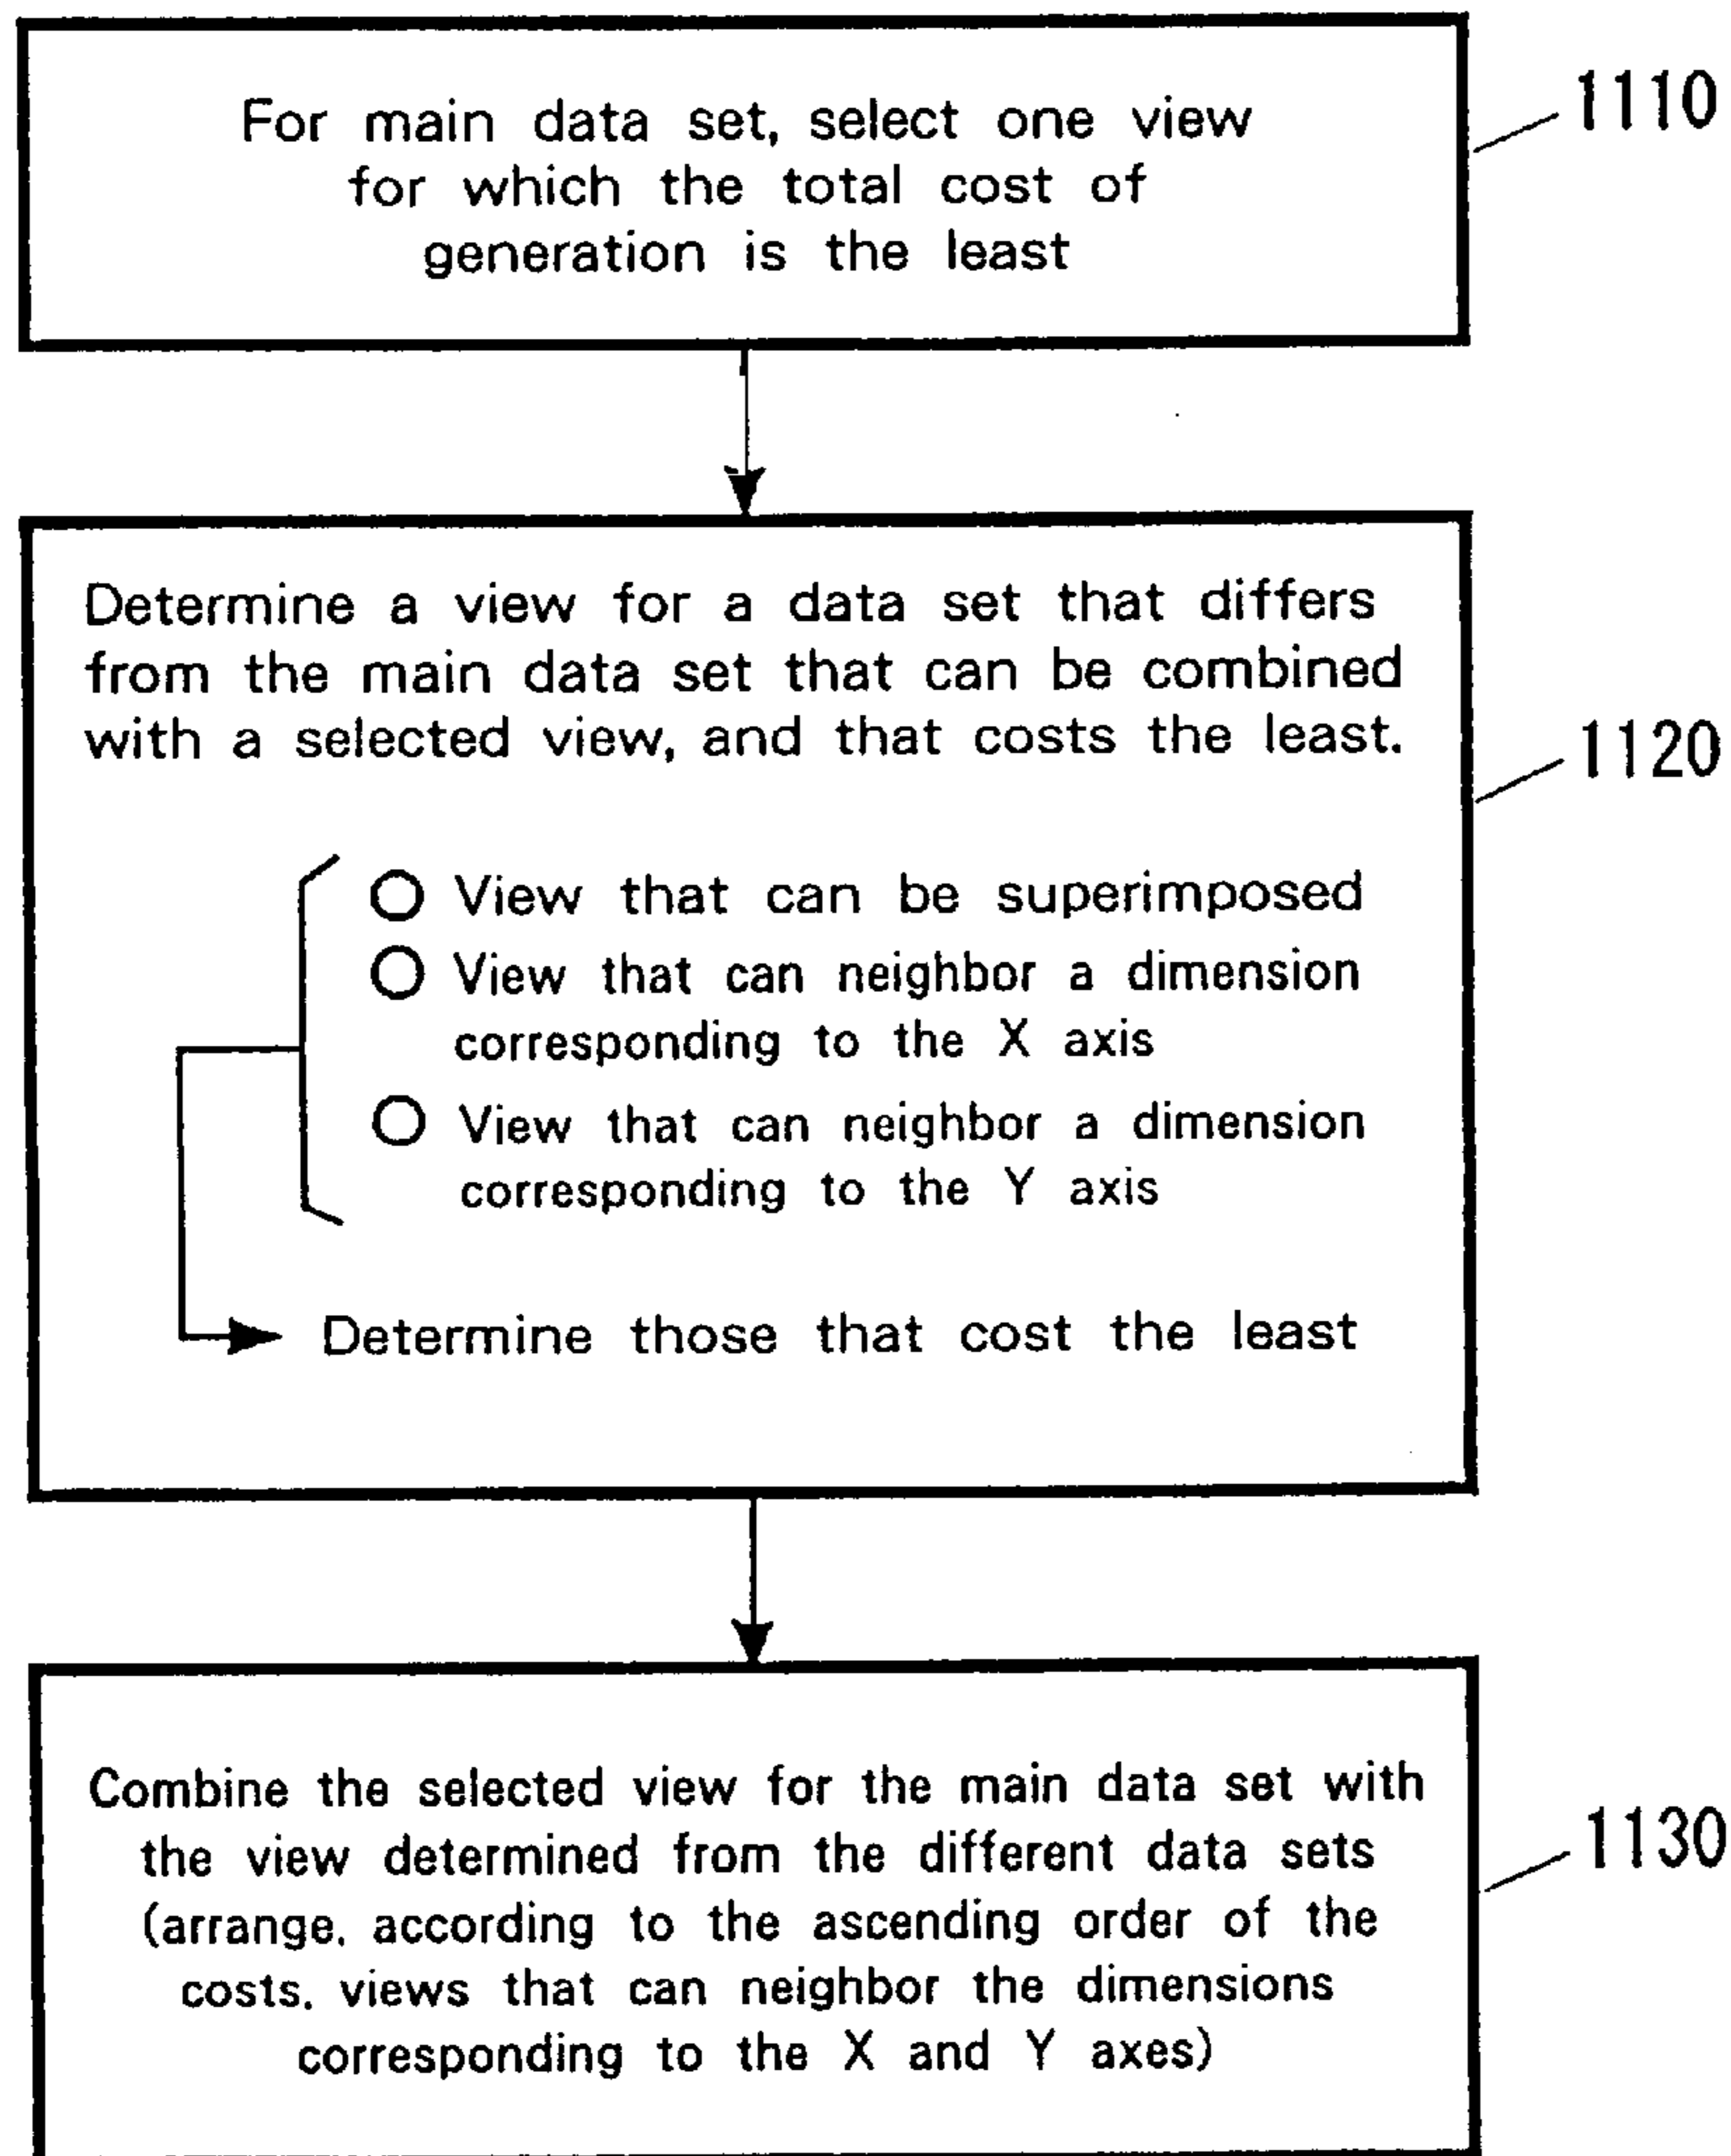 For main data set, select one view
for which the total cost of
generation is the least
1110
Determine a view for a data set that differs
from the main data set that can be combined
with a selected view, and that costs the least.
1120
○ View that can be superimposed
○ View that can neighbor a dimension
corresponding to the X axis
○ View that can neighbor a dimension
corresponding to the Y axis
Determine those that cost the least
Combine the selected view for the main data set with
the view determined from the different data sets
(arrange. according to the ascending order of the
costs. views that can neighbor the dimensions
corresponding to the X and Y axes)
1130